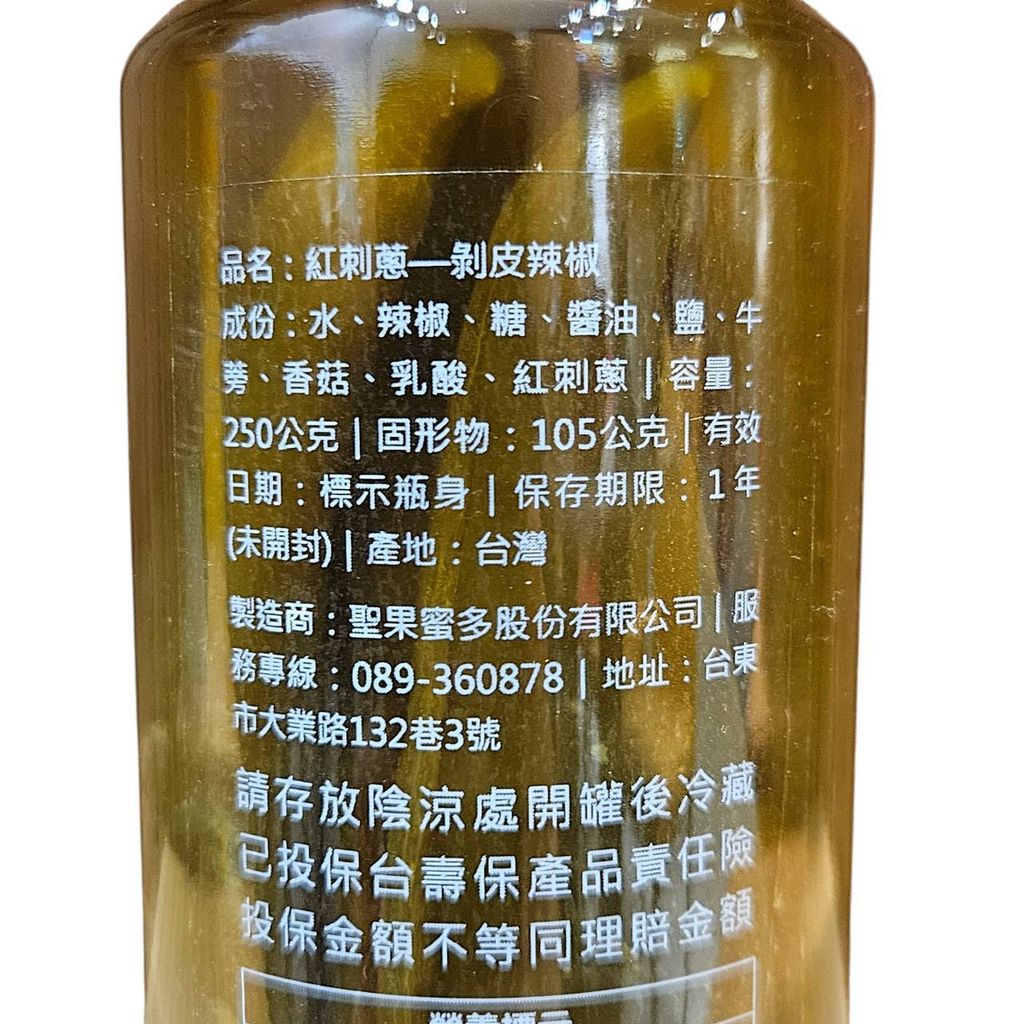 品名：紅刺蔥—剝皮辣椒
成份：水、辣椒、糖、醬油、鹽、牛
蒡、香菇、乳酸、紅刺蔥｜容量：
250公克｜固形物：105公克｜有效
日期：標示瓶身｜保存期限：1年
(未開封)｜產地：台灣
製造商：聖果蜜多股份有限公司｜服
務專線：089-360878｜地址：台東
市大業路132巷3號
請存放陰涼處開罐後冷藏
已投保台壽保產品責任險
投保金額不等同理賠金額
營養標示